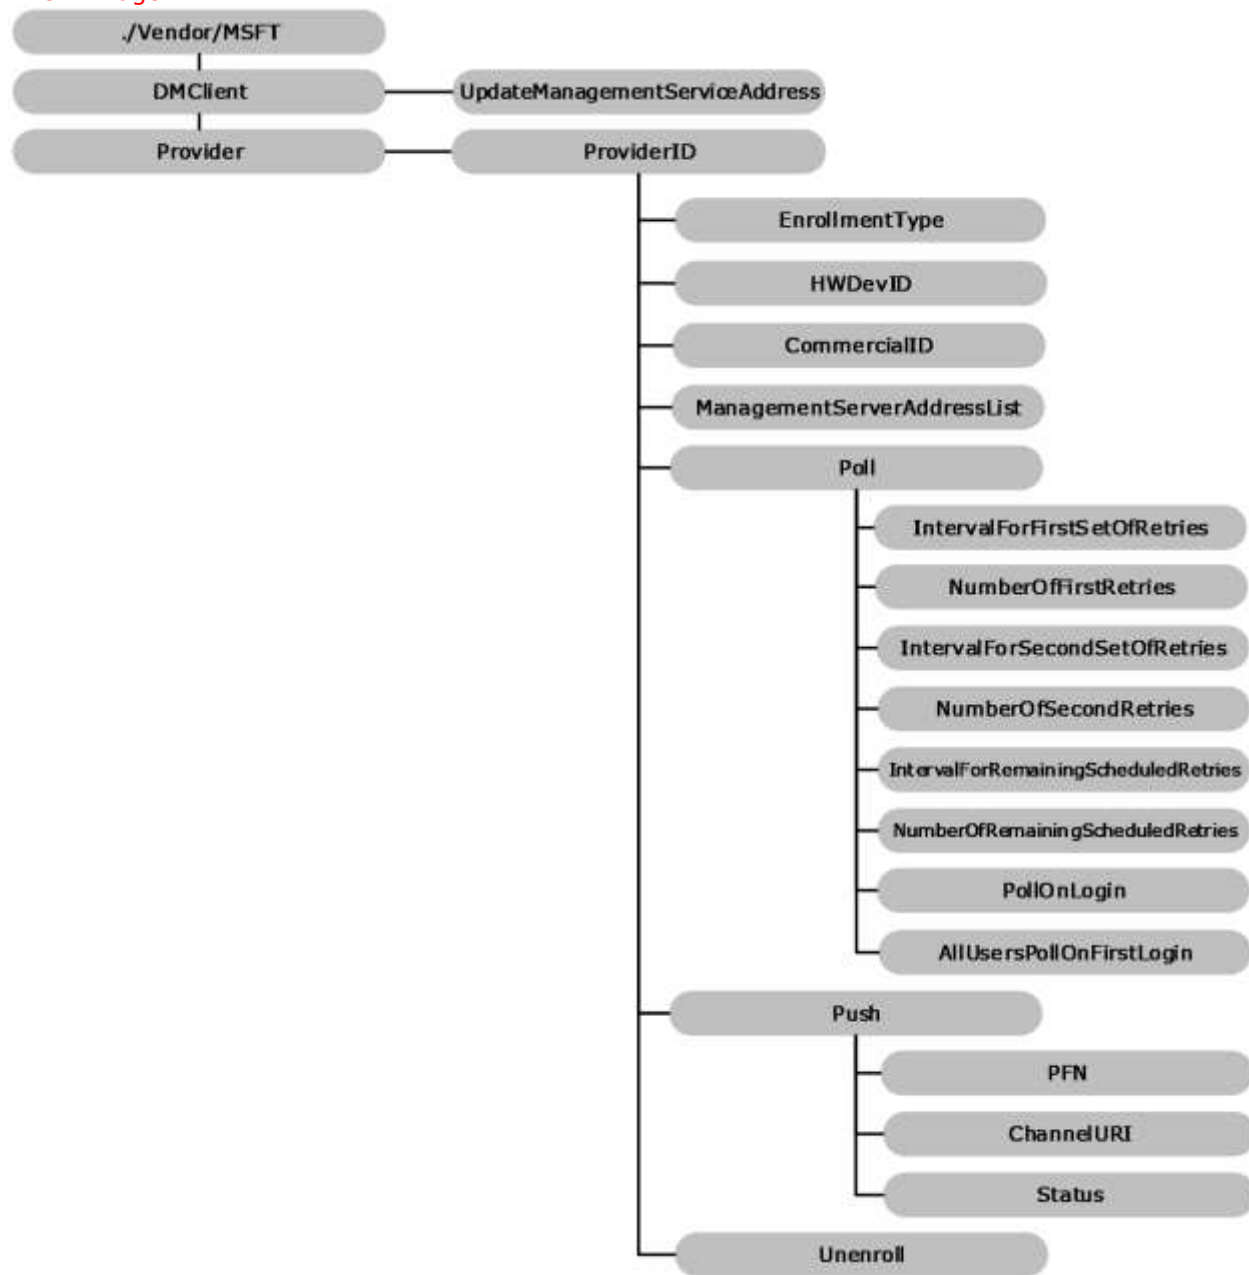 ./Vendor/MSFT
DMClient
UpdateManagementServiceAddress
Provider
ProviderID
EnrollmentType
HWDevID
CommercialID
ManagementServerAddressList
Poll
IntervalForFirstSetOfRetries
NumberOfFirstRetries
IntervalForSecondSetOfRetries
NumberOfSecondRetries
IntervalForRemainingScheduledRetries
NumberOfRemainingScheduledRetries
PollOnLogin
AllUsersPollOnFirstLogin
Push
PFN
ChannelURI
Status
Unenroll